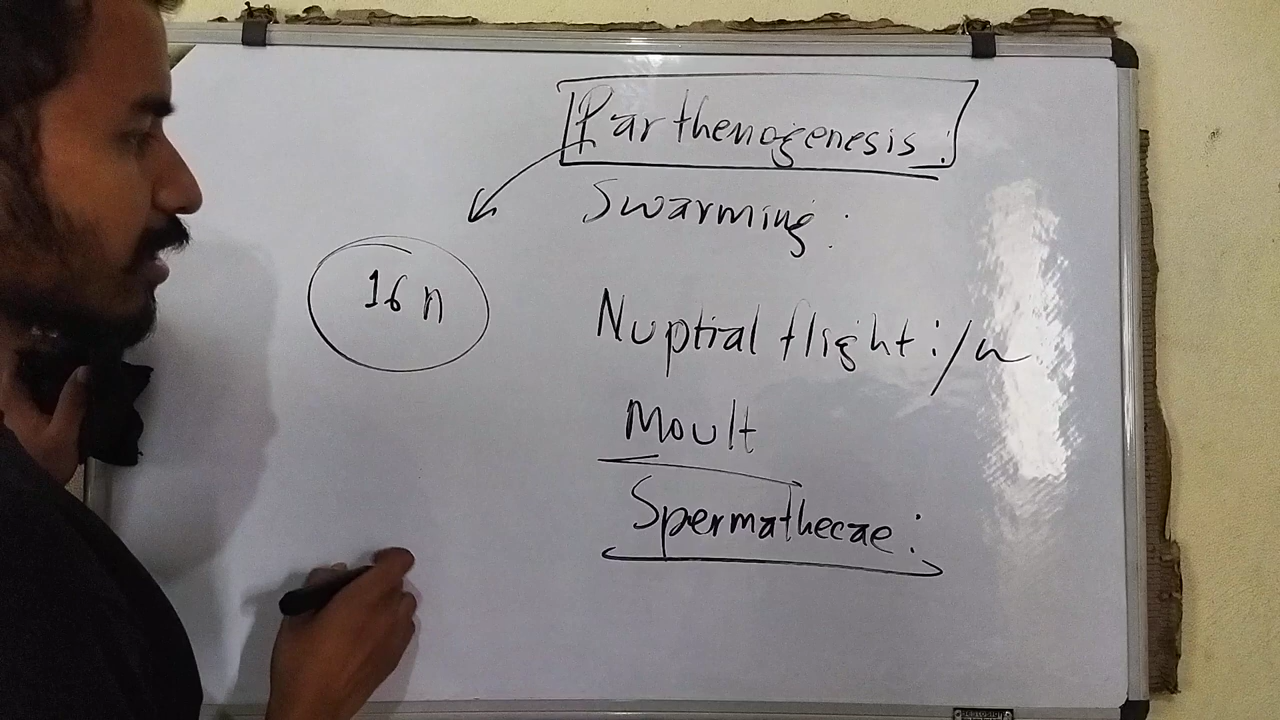 Parthenogenesis:
Swarming:
16 n
Nuptial flight:/n
Moult
Spermathecae: